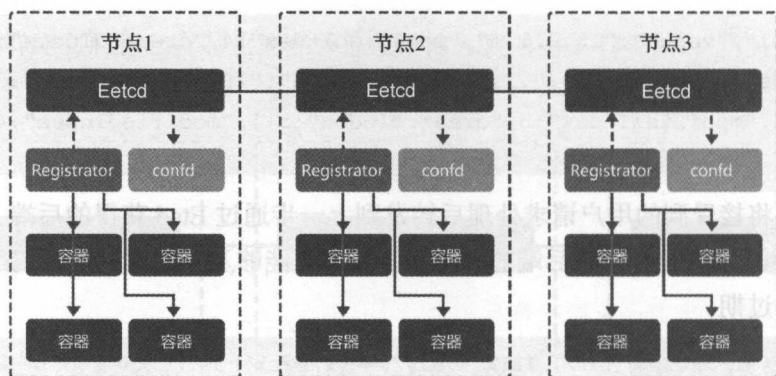 节点1 节点2 节点3
Eetcd Eetcd Eetcd
Registrator confd Registrator confd Registrator confd
容器 容器 容器 容器 容器 容器
容器 容器 容器 容器 容器 容器
过期